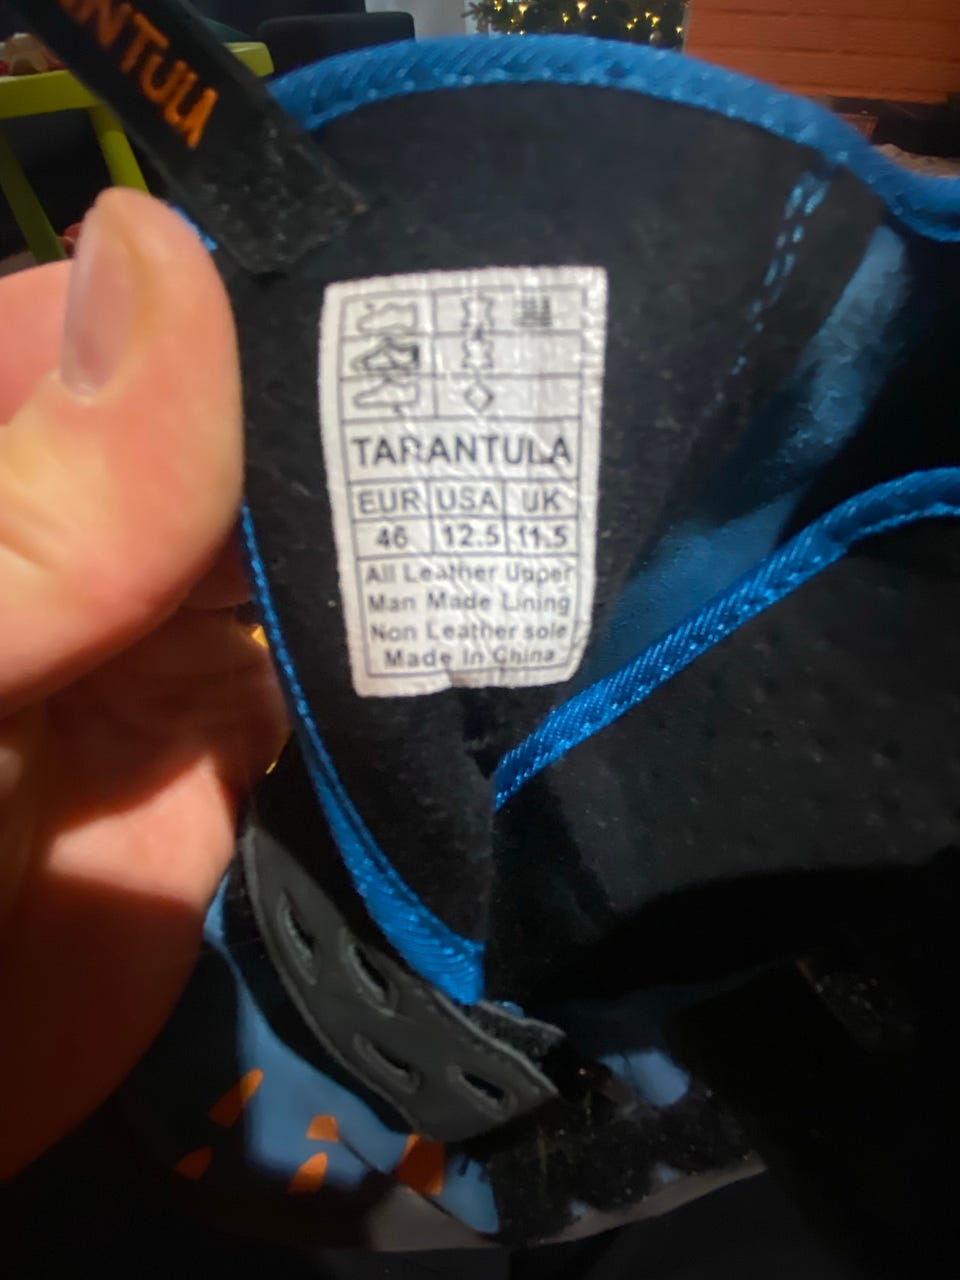 ANTULA
TARANTULA
EUR USA UK
46 12.5 11.5
All Leather Upper
Man Made Lining
Non Leather sole
Made In China